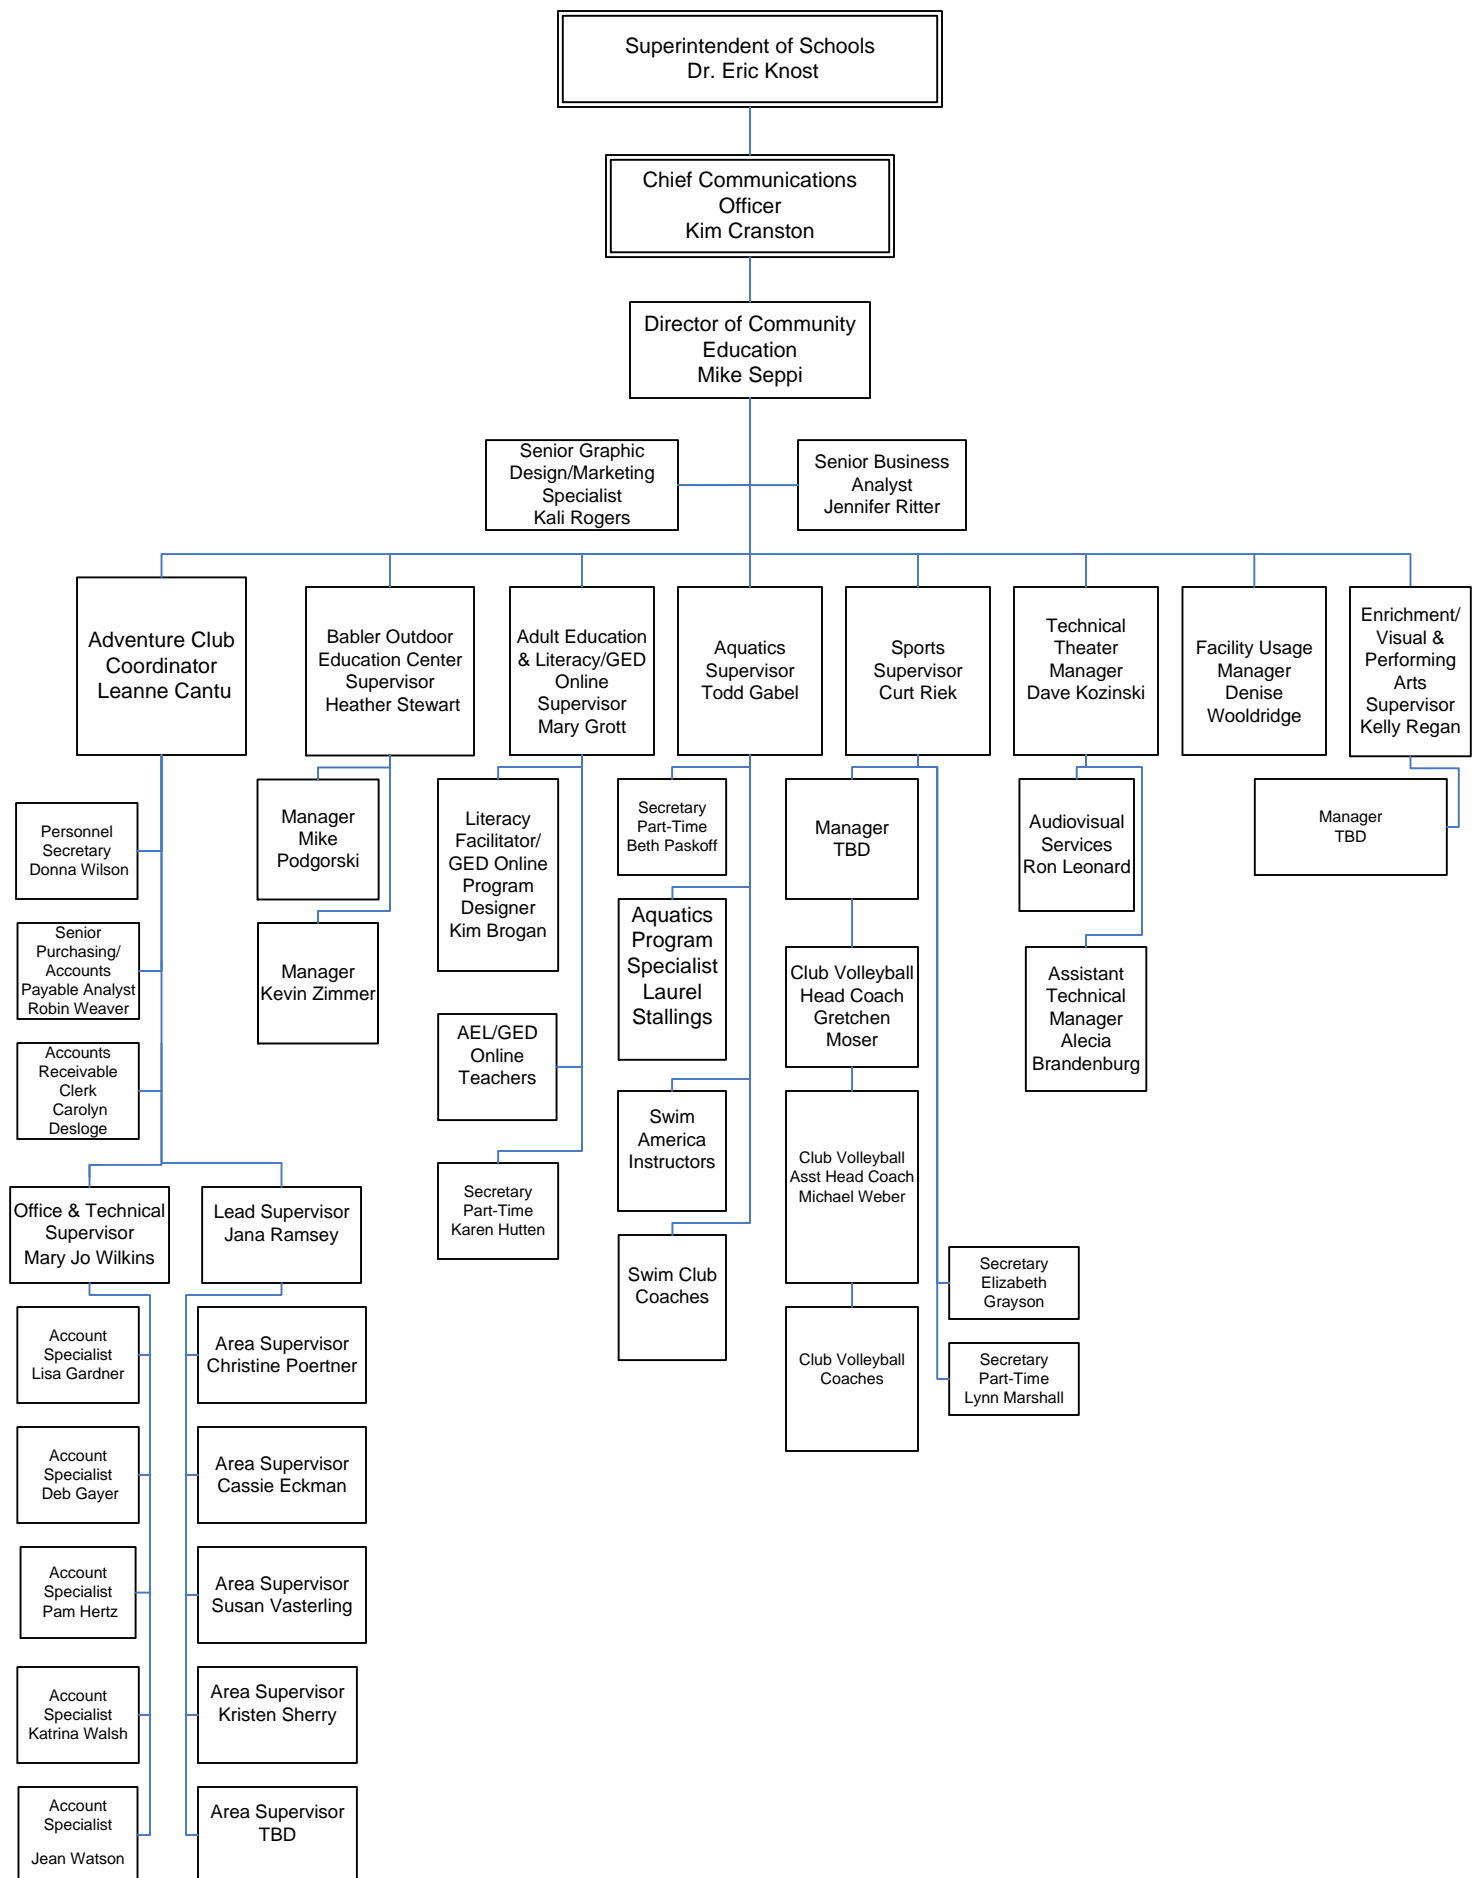 Superintendent of Schools
Dr. Eric Knost
Chief Communications
Officer
Kim Cranston
Director of Community
Education
Mike Seppi
Senior Graphic
Design/Marketing
Specialist
Kali Rogers
Senior Business
Analyst
Jennifer Ritter
Adventure Club
Coordinator
Leanne Cantu
Babler Outdoor
Education Center
Supervisor
Heather Stewart
Adult Education
& Literacy/GED
Online
Supervisor
Mary Grott
Aquatics
Supervisor
Todd Gabel
Sports
Supervisor
Curt Riek
Technical
Theater
Manager
Dave Kozinski
Facility Usage
Manager
Denise
Wooldridge
Enrichment/
Visual &
Performing
Arts
Supervisor
Kelly Regan
Personnel
Secretary
Donna Wilson
Senior
Purchasing/
Accounts
Payable Analyst
Robin Weaver
Accounts
Receivable
Clerk
Carolyn
Desloge
Office & Technical
Supervisor
Mary Jo Wilkins
Account
Specialist
Lisa Gardner
Account
Specialist
Deb Gayer
Account
Specialist
Pam Hertz
Account
Specialist
Katrina Walsh
Account
Specialist
Jean Watson
Lead Supervisor
Jana Ramsey
Area Supervisor
Christine Poertner
Area Supervisor
Cassie Eckman
Area Supervisor
Susan Vasterling
Area Supervisor
Kristen Sherry
Area Supervisor
TBD
Manager
Mike
Podgorski
Manager
Kevin Zimmer
Literacy
Facilitator/
GED Online
Program
Designer
Kim Brogan
AEL/GED
Online
Teachers
Secretary
Part-Time
Karen Hutten
Secretary
Part-Time
Beth Paskoff
Aquatics
Program
Specialist
Laurel
Stallings
Swim
America
Instructors
Swim Club
Coaches
Manager
TBD
Club Volleyball
Head Coach
Gretchen
Moser
Club Volleyball
Asst Head Coach
Michael Weber
Club Volleyball
Coaches
Secretary
Elizabeth
Grayson
Secretary
Part-Time
Lynn Marshall
Audiovisual
Services
Ron Leonard
Assistant
Technical
Manager
Alecia
Brandenburg
Manager
TBD